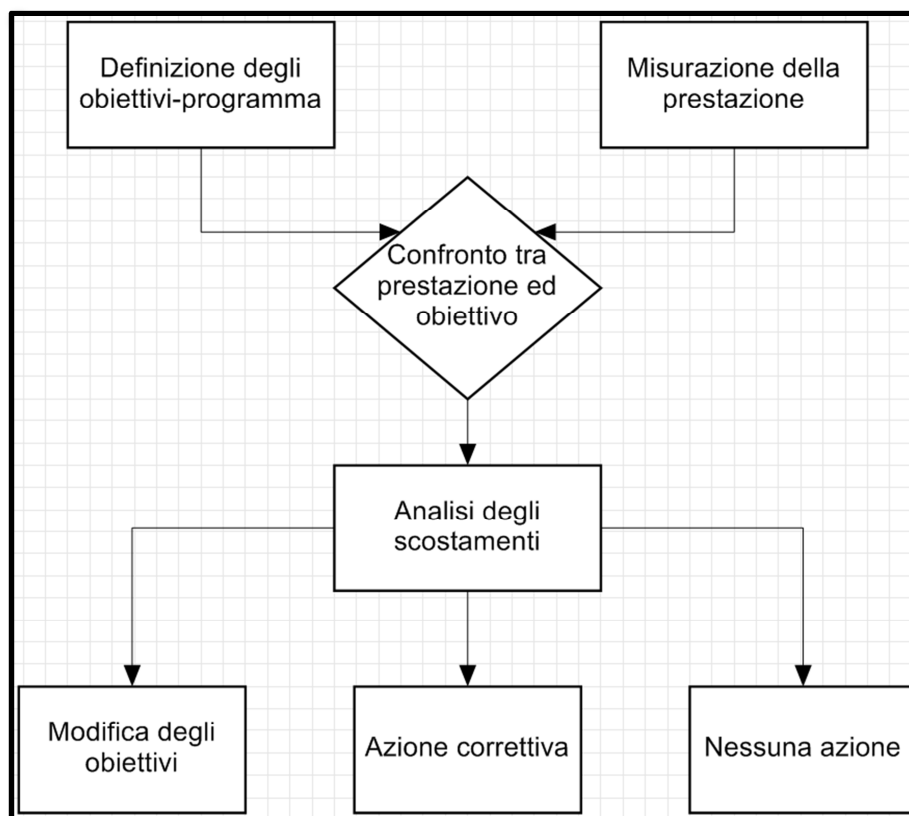 Definizione degli
obiettivi-programma
Misurazione della
prestazione
Confronto tra
prestazione ed
obiettivo
Analisi degli
scostamenti
Modifica degli
obiettivi
Azione correttiva
Nessuna azione